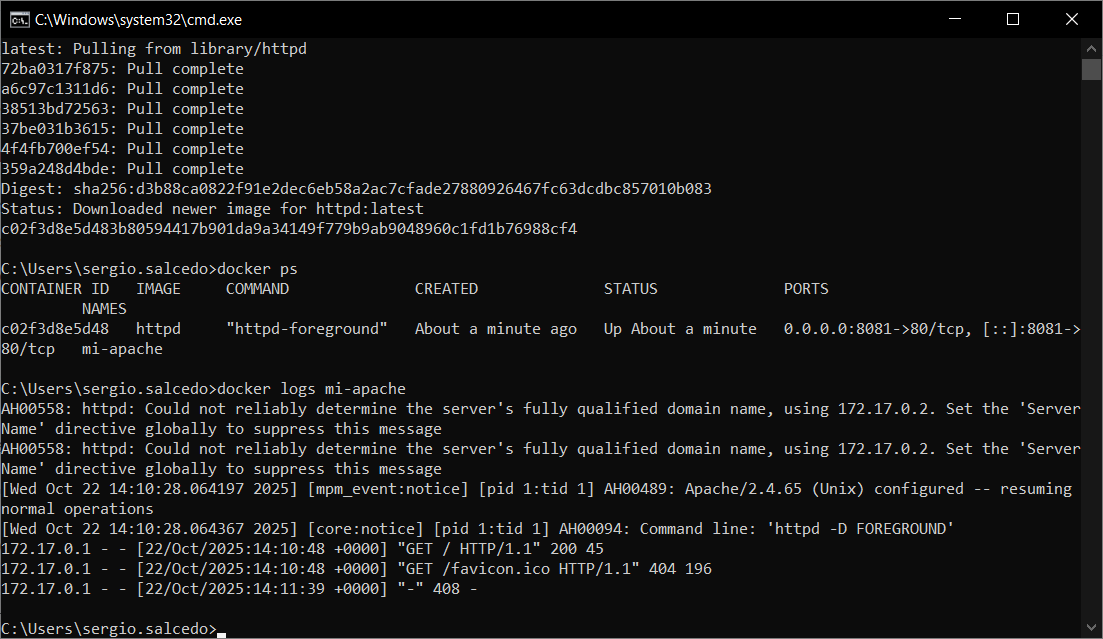 C:\Windows\system32\cmd.exe
latest: Pulling from library/httpd
72ba0317f875: Pull complete
a6c97c1311d6: Pull complete
38513bd72563: Pull complete
37be031b3615: Pull complete
4f4fb700ef54: Pull complete
359a248d4bde: Pull complete
Digest: sha256:d3b88ca0822f91e2dec6eb58a2ac7cfade27880926467fc63dcdbc857010b083
Status: Downloaded newer image for httpd:latest
c02f3d8e5d483b80594417b901da9a34149f779b9ab9048960c1fd1b76988cf4
C:\Users\sergio.salcedo>docker ps
CONTAINER ID   IMAGE     COMMAND              CREATED              STATUS              PORTS
         NAMES
c02f3d8e5d48   httpd     "httpd-foreground"   About a minute ago   Up About a minute   0.0.0.0:8081->80/tcp, [::]:8081->
80/tcp   mi-apache
C:\Users\sergio.salcedo>docker logs mi-apache
AH00558: httpd: Could not reliably determine the server's fully qualified domain name, using 172.17.0.2. Set the 'Server
Name' directive globally to suppress this message
AH00558: httpd: Could not reliably determine the server's fully qualified domain name, using 172.17.0.2. Set the 'Server
Name' directive globally to suppress this message
[Wed Oct 22 14:10:28.064197 2025] [mpm_event:notice] [pid 1:tid 1] AH00489: Apache/2.4.65 (Unix) configured -- resuming
normal operations
[Wed Oct 22 14:10:28.064367 2025] [core:notice] [pid 1:tid 1] AH00094: Command line: 'httpd -D FOREGROUND'
172.17.0.1 - - [22/Oct/2025:14:10:48 +0000] "GET / HTTP/1.1" 200 45
172.17.0.1 - - [22/Oct/2025:14:10:48 +0000] "GET /favicon.ico HTTP/1.1" 404 196
172.17.0.1 - - [22/Oct/2025:14:11:39 +0000] "-" 408 -
C:\Users\sergio.salcedo>